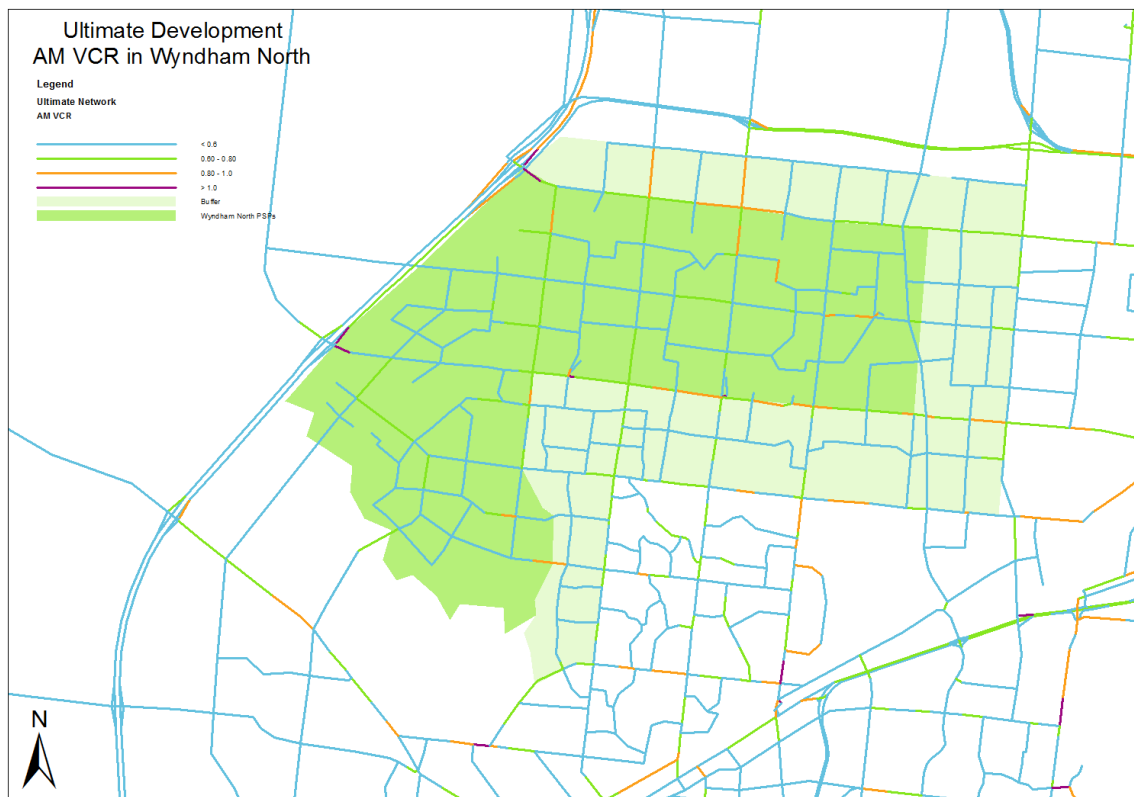 Ultimate Development
AM VCR in Wyndham North
Legend
Ultimate Network
AM VCR
< 0.6
0.60 - 0.80
0.80 - 1.0
> 1.0
Buffer
Wyndham North PSPs
N